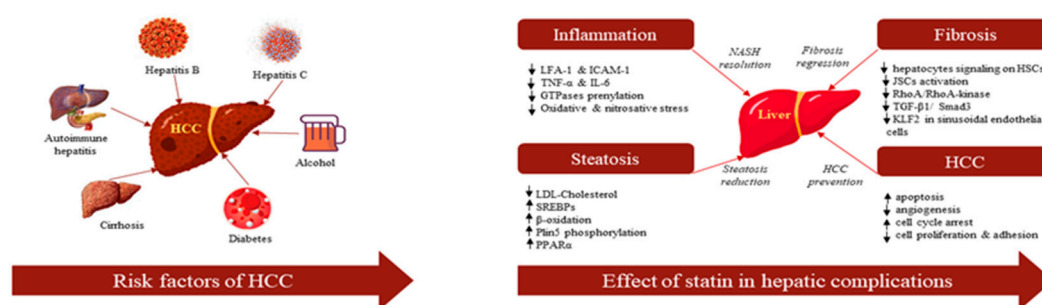 Hepatitis B
Hepatitis C
HCC
Autoimmune
hepatitis
Alcohol
Cirrhosis
Diabetes
Risk factors of HCC
Inflammation
↓ LFA-1 & ICAM-1
↓ TNF-α & IL-6
↓ GTPases prenylation
↓ Oxidative & nitrosative stress
NASH
resolution
Fibrosis
regression
Fibrosis
↓ hepatocytes signaling on HSCs
↓ JSCs activation
↓ RhoA/RhoA-kinase
↓ TGF-β1/ Smad3
↓ KLF2 in sinusoidal endothelial
cells
Liver
Steatosis
↓ LDL-Cholesterol
↑ SREBPs
↑ β-oxidation
↑ Plin5 phosphorylation
↑ PPARα
Steatosis
reduction
HCC
prevention
HCC
↑ apoptosis
↓ angiogenesis
↑ cell cycle arrest
↓ cell proliferation & adhesion
Effect of statin in hepatic complications